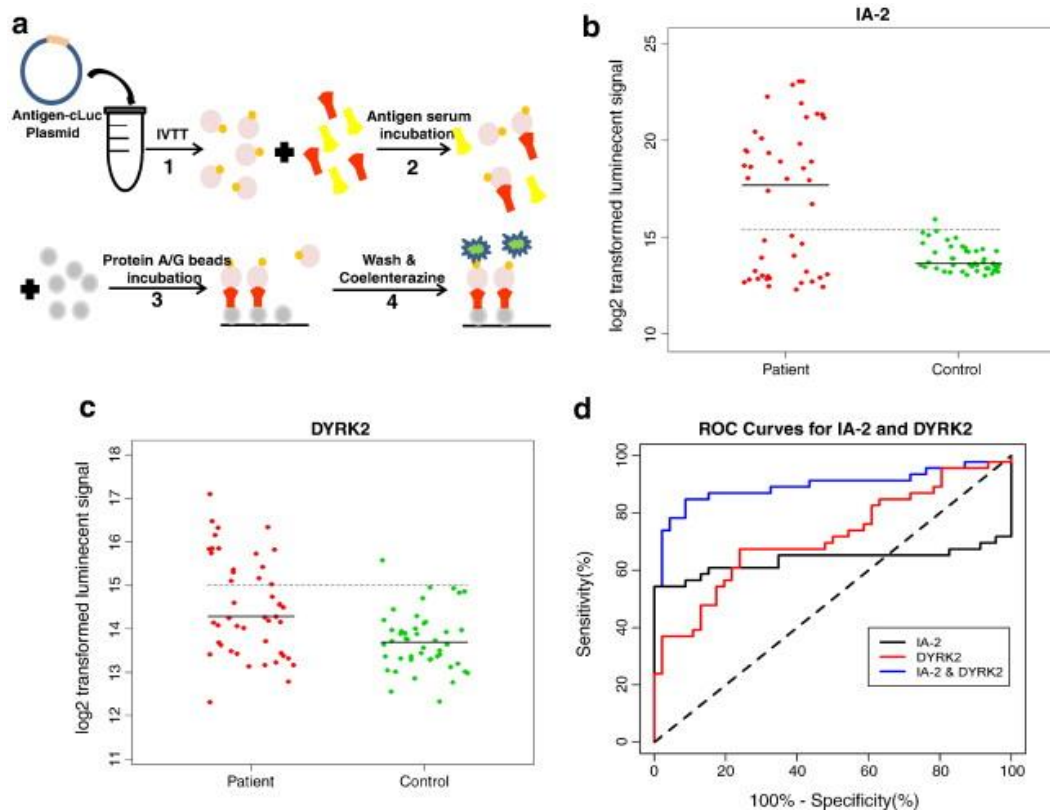 a
Antigen-cLuc
Plasmid
IVTT
1
Antigen serum
incubation
2
Protein A/G beads
incubation
3
Wash &
Coelenterazine
4
b
IA-2
log2 transformed luminecent signal
25
20
15
10
Patient
Control
c
DYRK2
log2 transformed luminecent signal
18
17
16
15
14
13
12
11
Patient
Control
d
ROC Curves for IA-2 and DYRK2
Sensitivity(%)
100
80
60
40
20
0
IA-2
DYRK2
IA-2 & DYRK2
0 20 40 60 80 100
100% - Specificity(%)